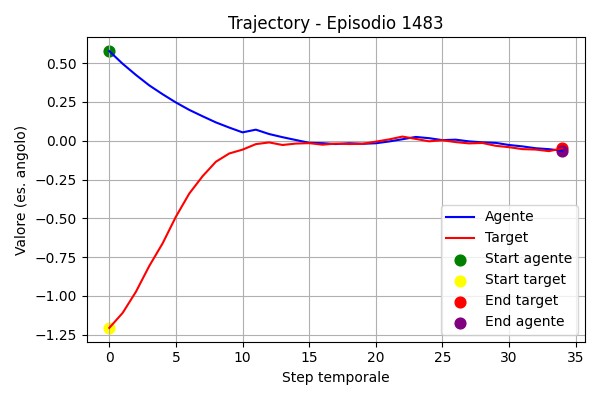 Trajectory - Episodio 1483
Valore (es. angolo)
0.50
0.25
0.00
−0.25
−0.50
−0.75
−1.00
−1.25
Agente
Target
Start agente
Start target
End target
End agente
0 5 10 15 20 25 30 35
Step temporale